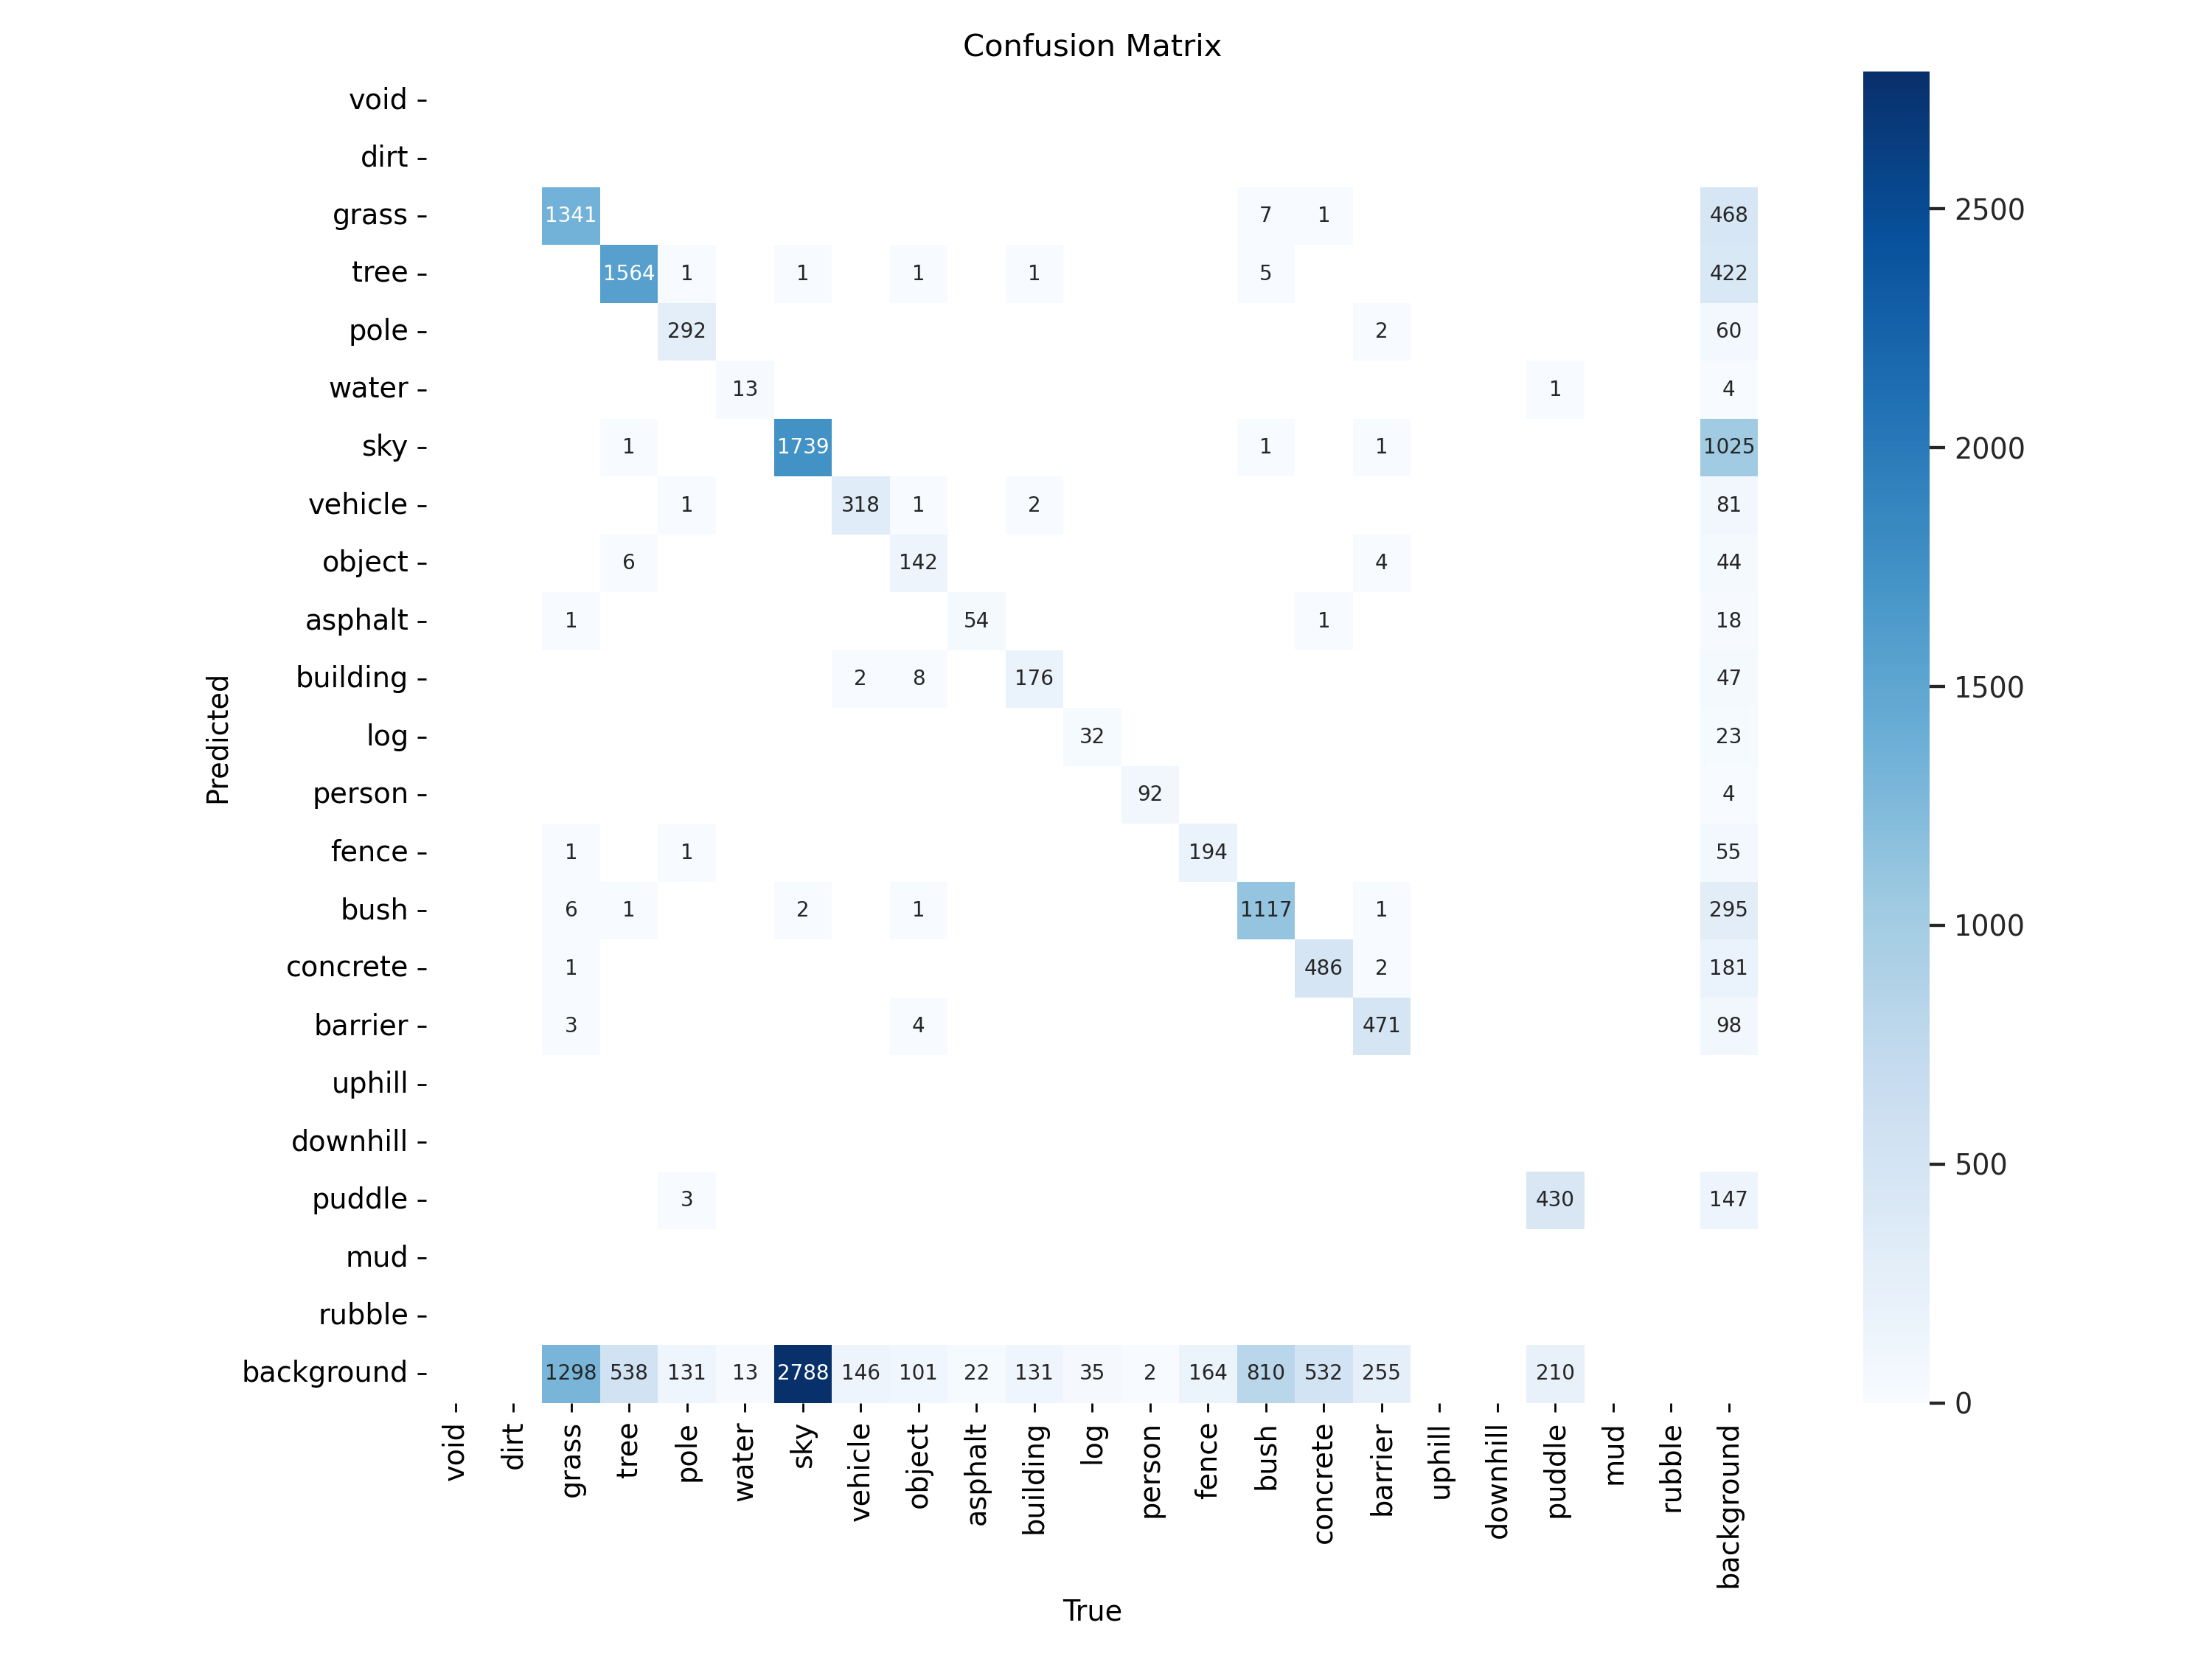 Confusion Matrix
void
dirt
grass 1341 7 1 468
tree 1564 1 1 1 1 5 422
pole 292 2 60
water 13 1 4
sky 1 1739 1 1 1025
vehicle 1 318 1 2 81
object 6 142 4 44
asphalt 1 54 1 18
building 2 8 176 47
log 32 23
person 92 4
fence 1 1 194 55
bush 6 1 2 1 1117 1 295
concrete 1 486 2 181
barrier 3 4 471 98
uphill
downhill
puddle 3 430 147
mud
rubble
background 1298 538 131 13 2788 146 101 22 131 35 2 164 810 532 255 210
void dirt grass tree pole water sky vehicle object asphalt building log person fence bush concrete barrier uphill downhill puddle mud rubble background
True
Predicted
2500
2000
1500
1000
500
0